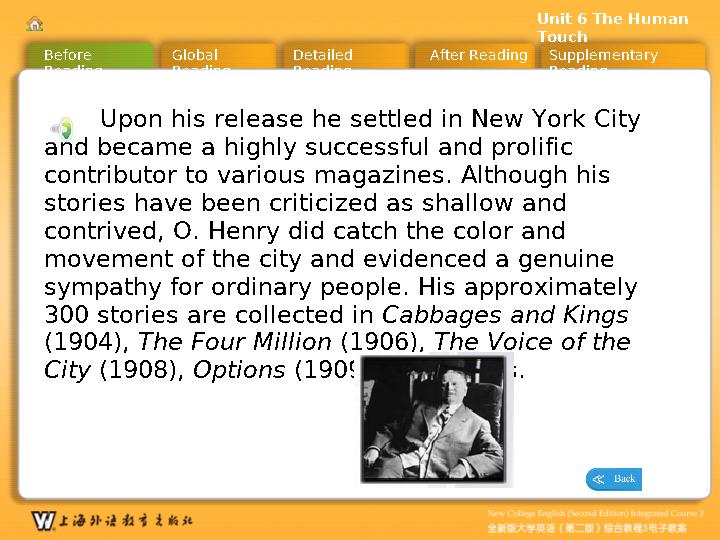 Unit 6 The Human
Touch
Before
Reading
Global
Reading
Detailed
Reading
After Reading
Supplementary
Reading
Upon his release he settled in New York City
and became a highly successful and prolific
contributor to various magazines. Although his
stories have been criticized as shallow and
contrived, O. Henry did catch the color and
movement of the city and evidenced a genuine
sympathy for ordinary people. His approximately
300 stories are collected in Cabbages and Kings
(1904), The Four Million (1906), The Voice of the
City (1908), Options (1909
Back
上海外语教育出版社
New College English (Second Edition) Integrated Course 3
全新版大学英语(第二版)综合教程3电子教案